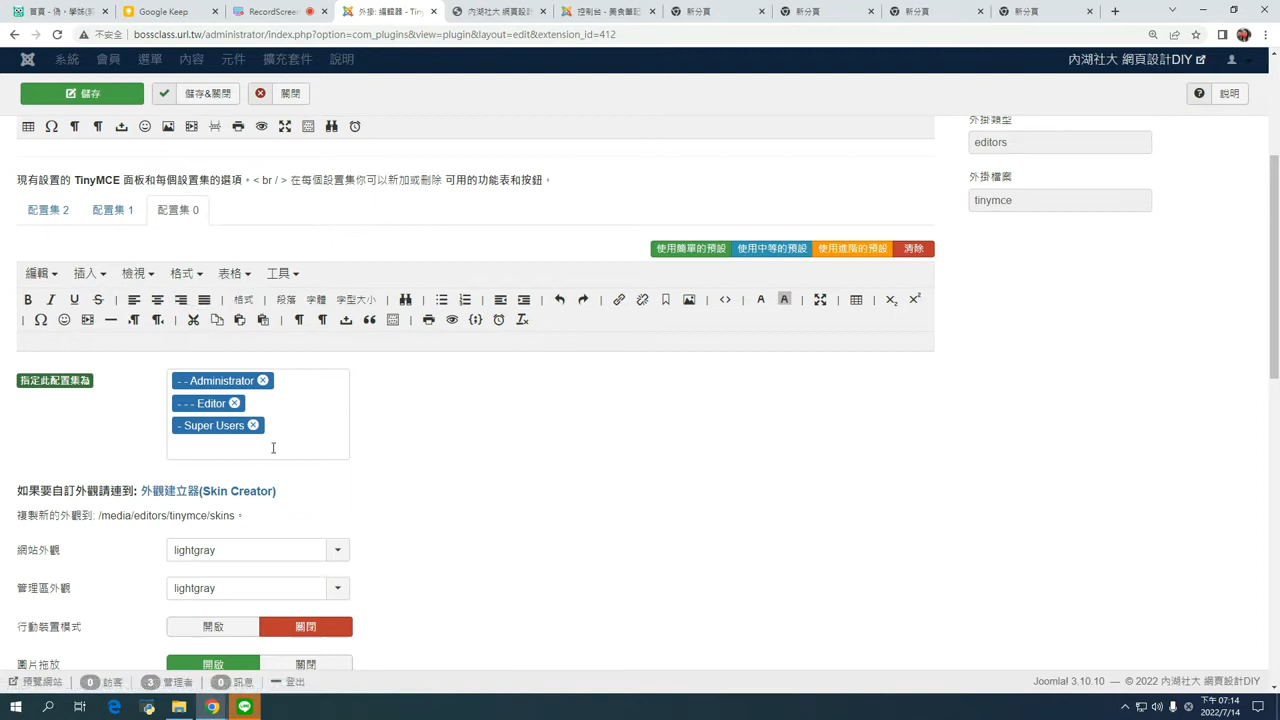 首頁 - 偽・學姊(吳
Google Keep
RecordScreen
外掛: 編輯器 - Tiny
內湖社大 網頁設計
控制台 - 美食筆記
新分頁
新分頁
新分頁
新分頁
不安全 bossclass.url.tw/administrator/index.php?option=com_plugins&view=plugin&layout=edit&extension_id=412
系統 會員 選單 內容 元件 擴充套件 說明
內湖社大 網頁設計DIY
儲存 儲存&關閉 關閉 說明
外掛類型
editors
外掛檔案
tinymce
現有設置的 TinyMCE 面板和每個設置集的選項。< br / > 在每個設置集你可以新加或刪除 可用的功能表和按鈕。
配置集 2 配置集 1 配置集 0
使用簡單的預設 使用中等的預設 使用進階的預設 清除
編輯 插入 檢視 格式 表格 工具
格式 段落 字體 字型大小
指定此配置集為
- - Administrator
- - - Editor
- Super Users
如果要自訂外觀請連到: 外觀建立器(Skin Creator)
複製新的外觀到: /media/editors/tinymce/skins。
網站外觀 lightgray
管理區外觀 lightgray
行動裝置模式 開啟 關閉
圖片拖放 開啟 關閉
預覽網站 0 訪客 3 管理者 0 訊息 登出
Joomla! 3.10.10 — © 2022 內湖社大 網頁設計DIY
下午 07:14
2022/7/14